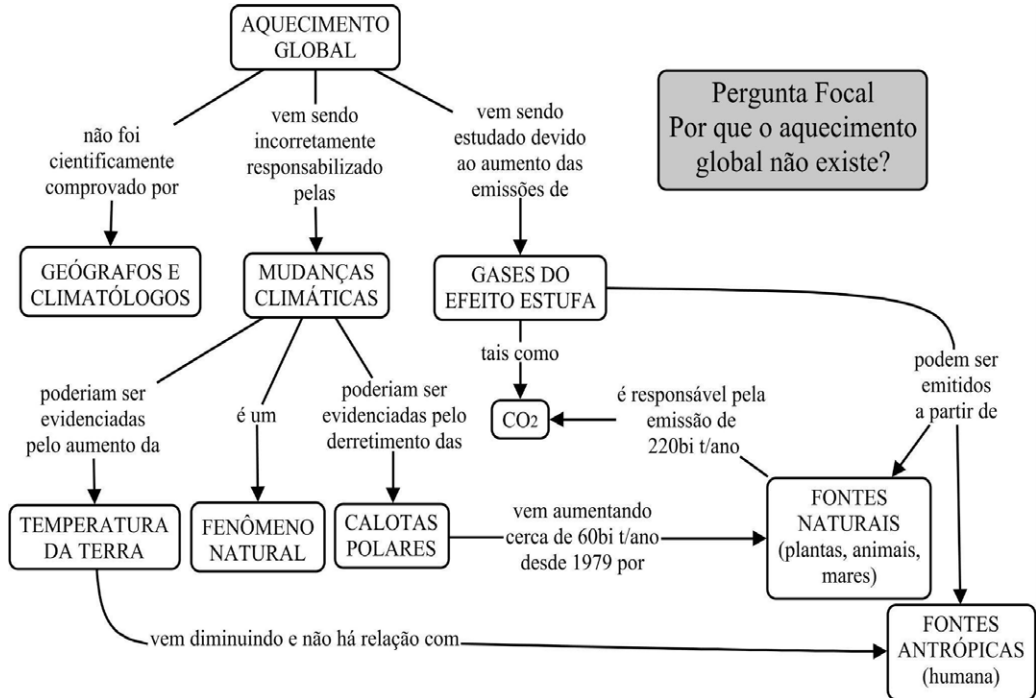 AQUECIMENTO
GLOBAL
Pergunta Focal
Por que o aquecimento
global não existe?
não foi
cientificamente
comprovado por
vem sendo
incorretamente
responsabilizado
pelas
vem sendo
estudado devido
ao aumento das
emissões de
GEÓGRAFOS E
CLIMATÓLOGOS
MUDANÇAS
CLIMÁTICAS
GASES DO
EFEITO ESTUFA
poderiam ser
evidenciadas
pelo aumento da
é um
poderiam ser
evidenciadas pelo
derretimento das
tais como
CO2
é responsável pela
emissão de
220bi t/ano
podem ser
emitidos
a partir de
TEMPERATURA
DA TERRA
FENÔMENO
NATURAL
CALOTAS
POLARES
vem aumentando
cerca de 60bi t/ano
desde 1979 por
FONTES
NATURAIS
(plantas, animais,
mares)
vem diminuindo e não há relação com
FONTES
ANTRÓPICAS
(humana)